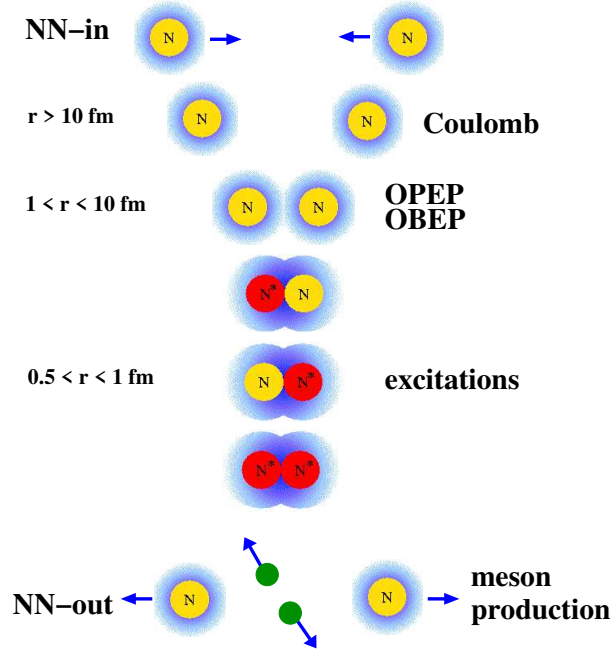 NN–in
N N
r > 10 fm
N N
Coulomb
1 < r < 10 fm
N N
OPEP
OBEP
N* N
0.5 < r < 1 fm
N N*
excitations
N* N*
NN–out
N N
meson
production